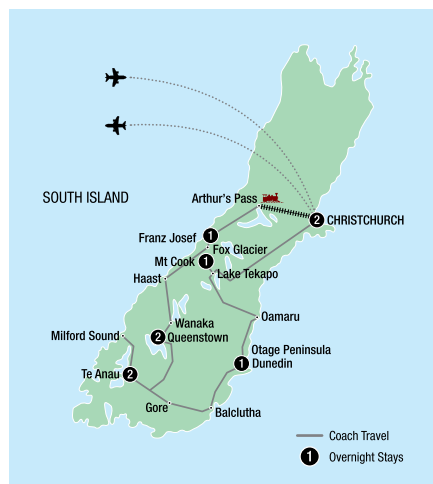 SOUTH ISLAND
Arthur's Pass
2 CHRISTCHURCH
Franz Josef 1
Fox Glacier
Mt Cook 1
Lake Tekapo
Haast
Oamaru
Wanaka
Milford Sound
2 Queenstown
Otage Peninsula
1 Dunedin
Te Anau 2
Gore
Balclutha
Coach Travel
1 Overnight Stays